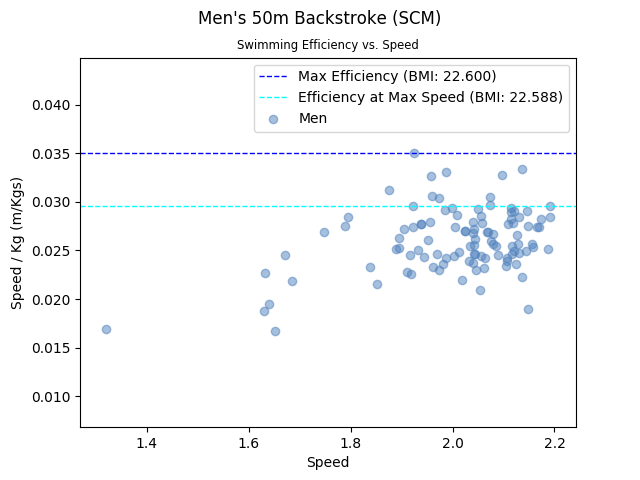 Men's 50m Backstroke (SCM)
Swimming Efficiency vs. Speed
Max Efficiency (BMI: 22.600)
Efficiency at Max Speed (BMI: 22.588)
Men
Speed / Kg (m/Kgs)
0.040
0.035
0.030
0.025
0.020
0.015
0.010
1.4 1.6 1.8 2.0 2.2
Speed